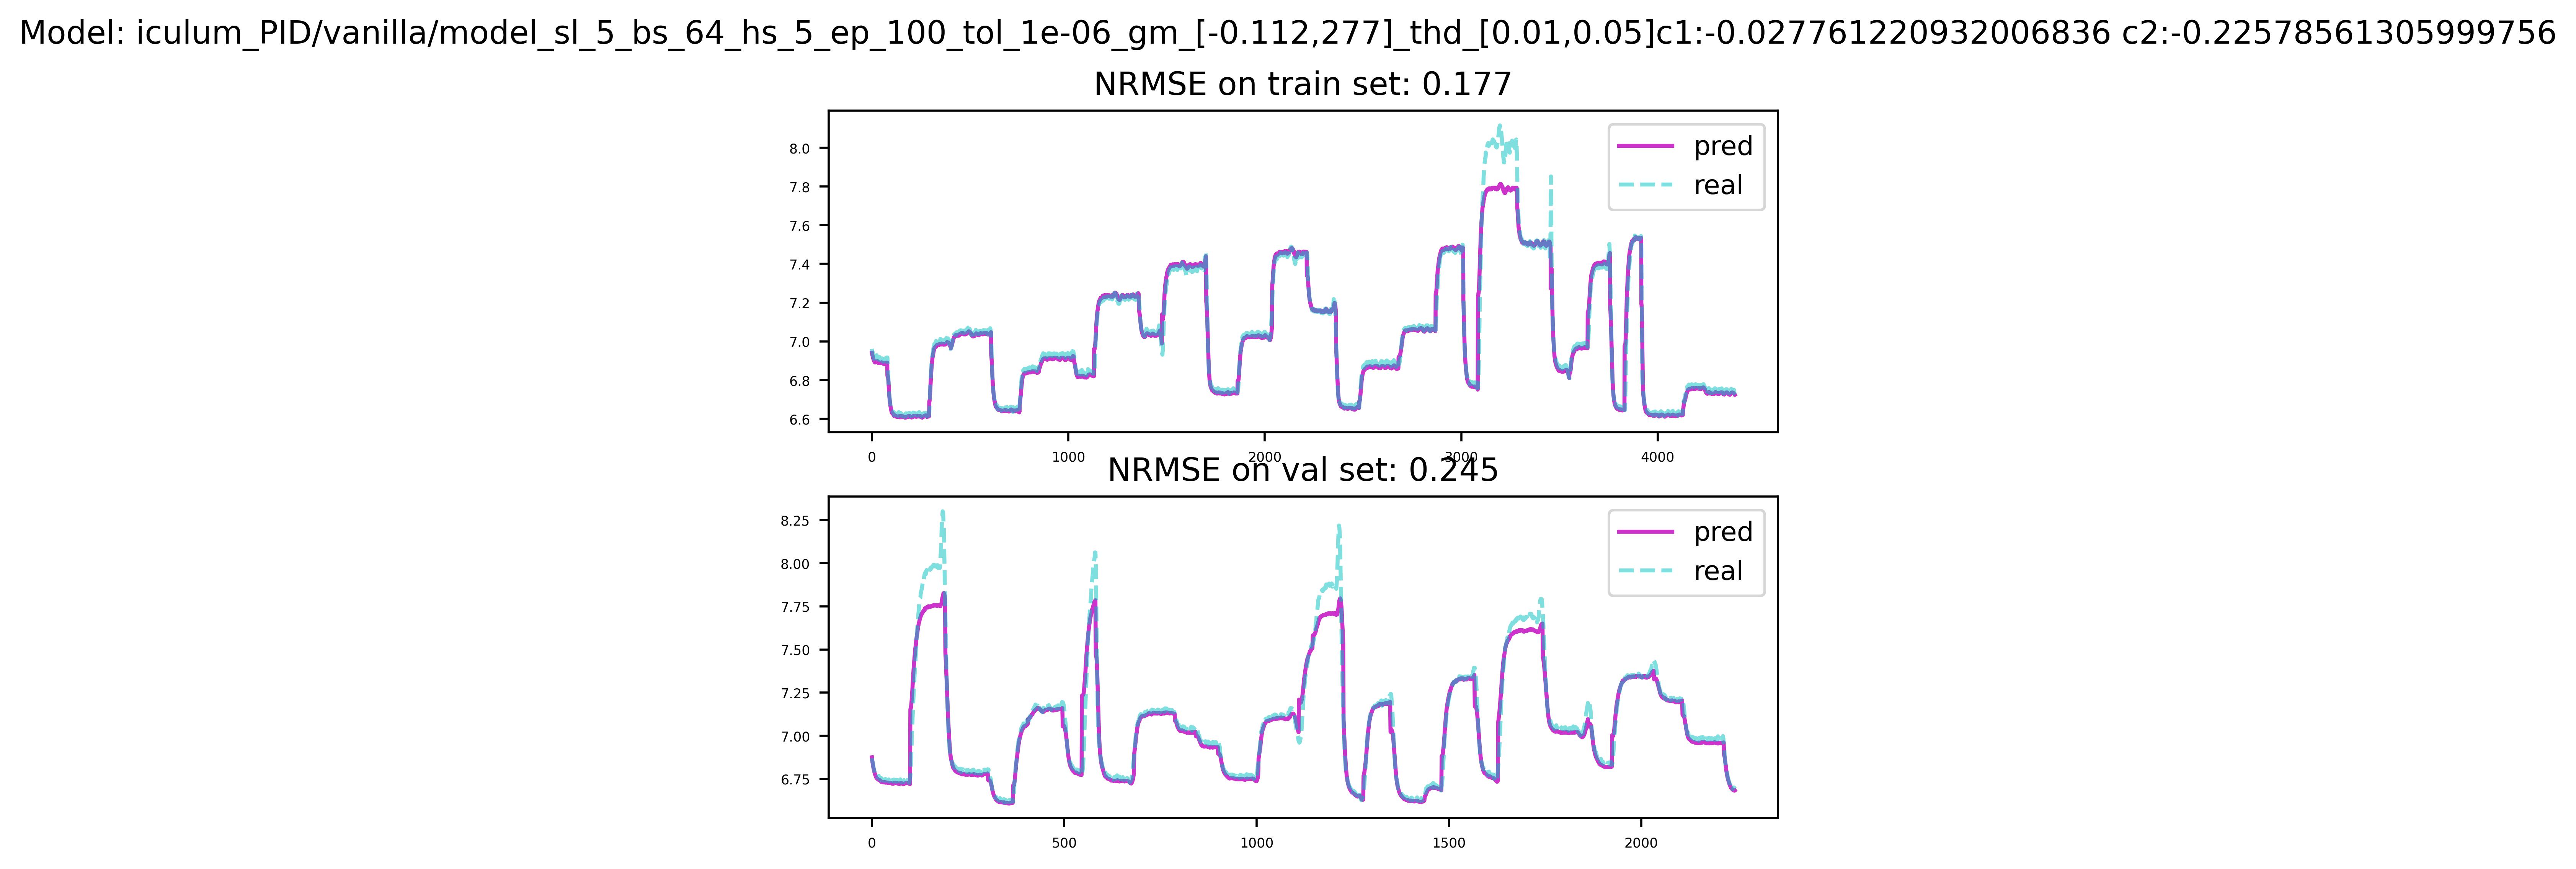 Model: iculum_PID/vanilla/model_sl_5_bs_64_hs_5_ep_100_tol_1e-06_gm_[-0.112,277]_thd_[0.01,0.05]c1:-0.027761220932006836 c2:-0.22578561305999756
NRMSE on train set: 0.177
pred
real
8.0
7.8
7.6
7.4
7.2
7.0
6.8
6.6
0 1000 2000 3000 4000
NRMSE on val set: 0.245
pred
real
8.25
8.00
7.75
7.50
7.25
7.00
6.75
0 500 1000 1500 2000